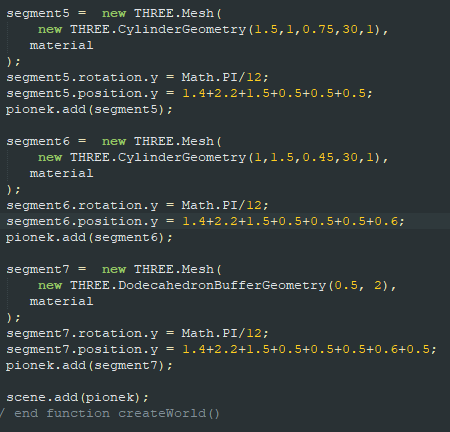 segment5 =  new THREE.Mesh(
    new THREE.CylinderGeometry(1.5,1,0.75,30,1),
   material
);
segment5.rotation.y = Math.PI/12;
segment5.position.y = 1.4+2.2+1.5+0.5+0.5+0.5;
pionek.add(segment5);

segment6 =  new THREE.Mesh(
    new THREE.CylinderGeometry(1,1.5,0.45,30,1),
   material
);
segment6.rotation.y = Math.PI/12;
segment6.position.y = 1.4+2.2+1.5+0.5+0.5+0.5+0.6;
pionek.add(segment6);

segment7 =  new THREE.Mesh(
    new THREE.DodecahedronBufferGeometry(0.5, 2),
   material
);
segment7.rotation.y = Math.PI/12;
segment7.position.y = 1.4+2.2+1.5+0.5+0.5+0.5+0.6+0.5;
pionek.add(segment7);

scene.add(pionek);
/ end function createWorld()